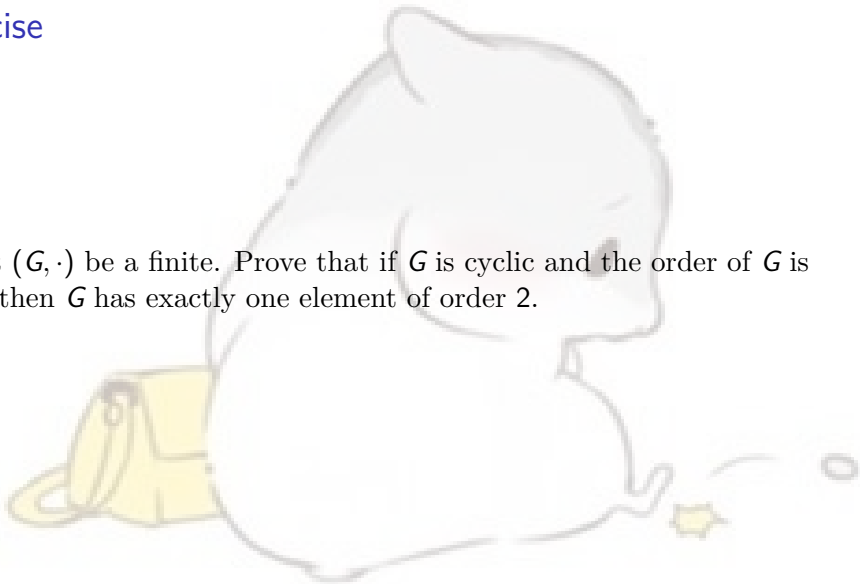 cise
(G, ·) be a finite. Prove that if G is cyclic and the order of G is
then G has exactly one element of order 2.